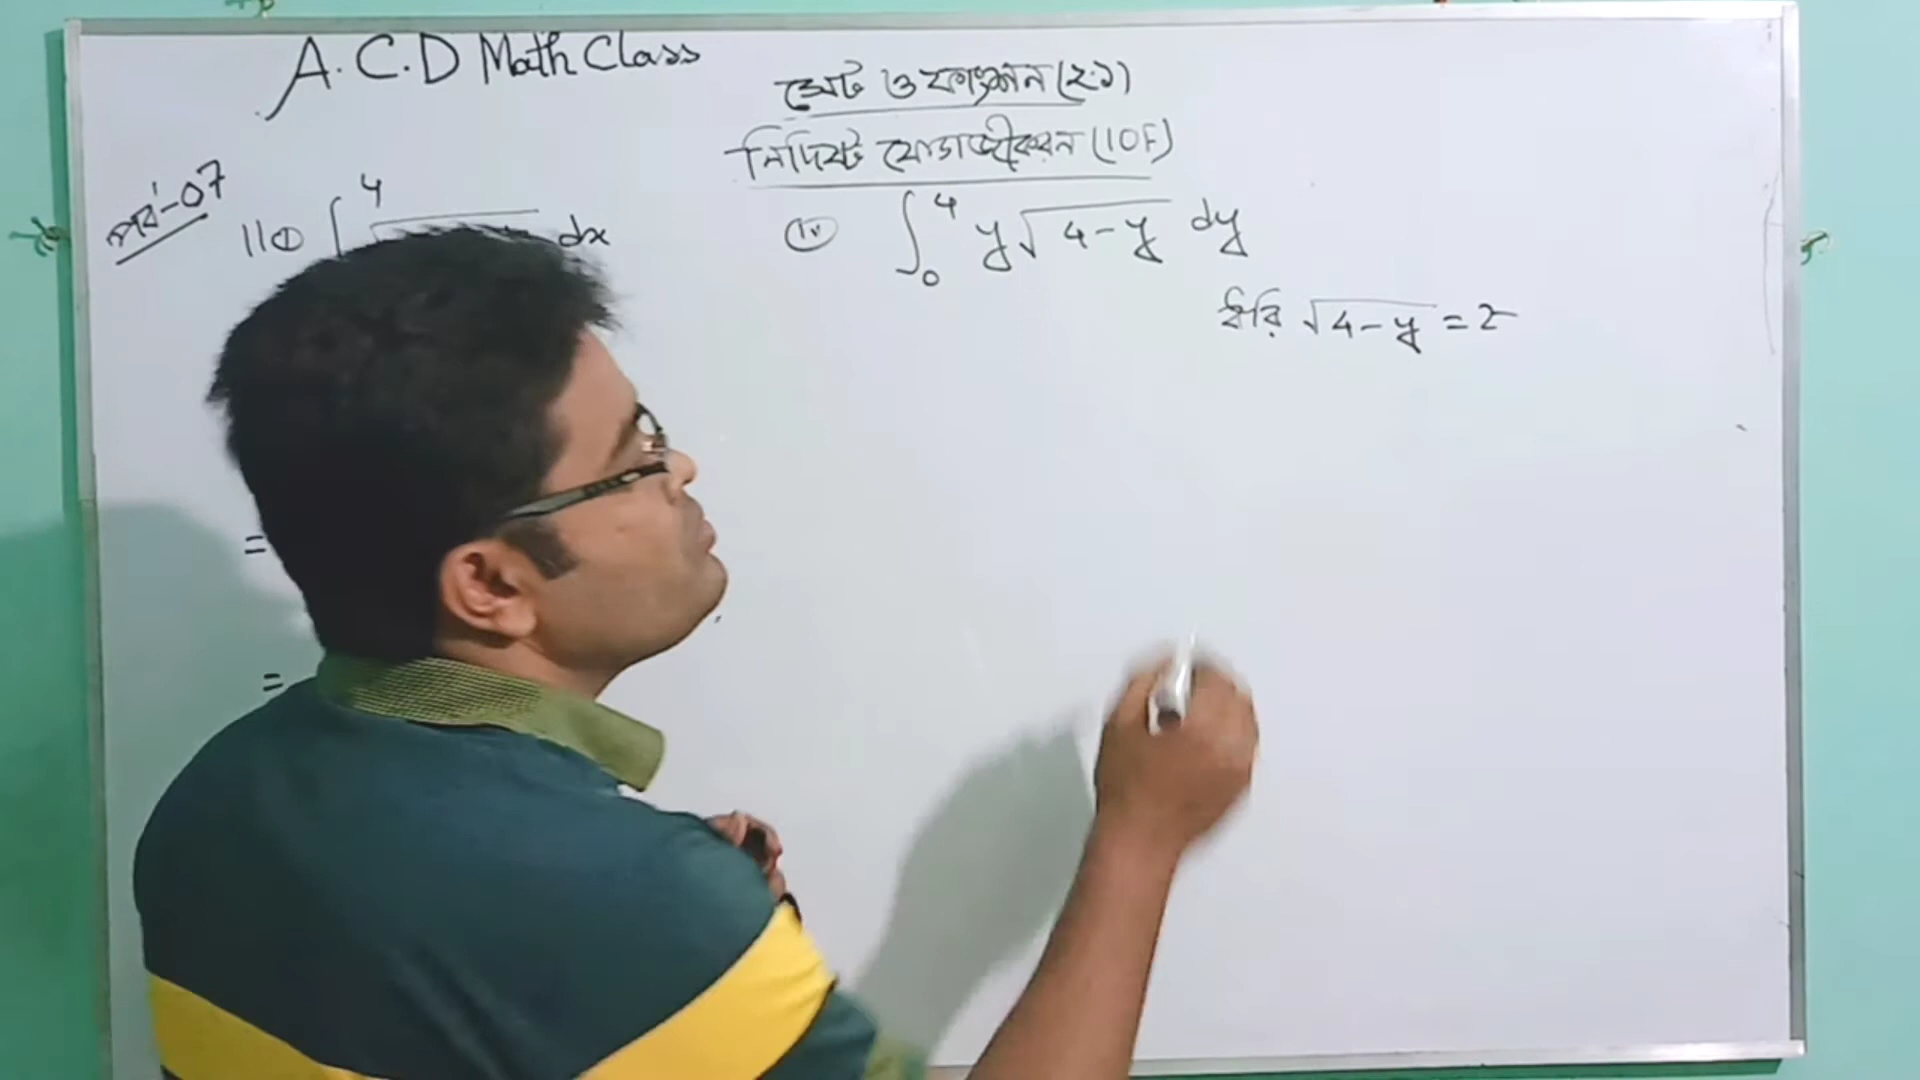 A.C.D Math Class
সেট ও ফাংশন (২.১)
নির্দিষ্ট যোগজীকরণ (10F)
পর্ব-07
11 ① ∫ 4 dx
ⓘⓥ ∫₀⁴ y√(4-y) dy
ধরি √(4-y) = z
=
=